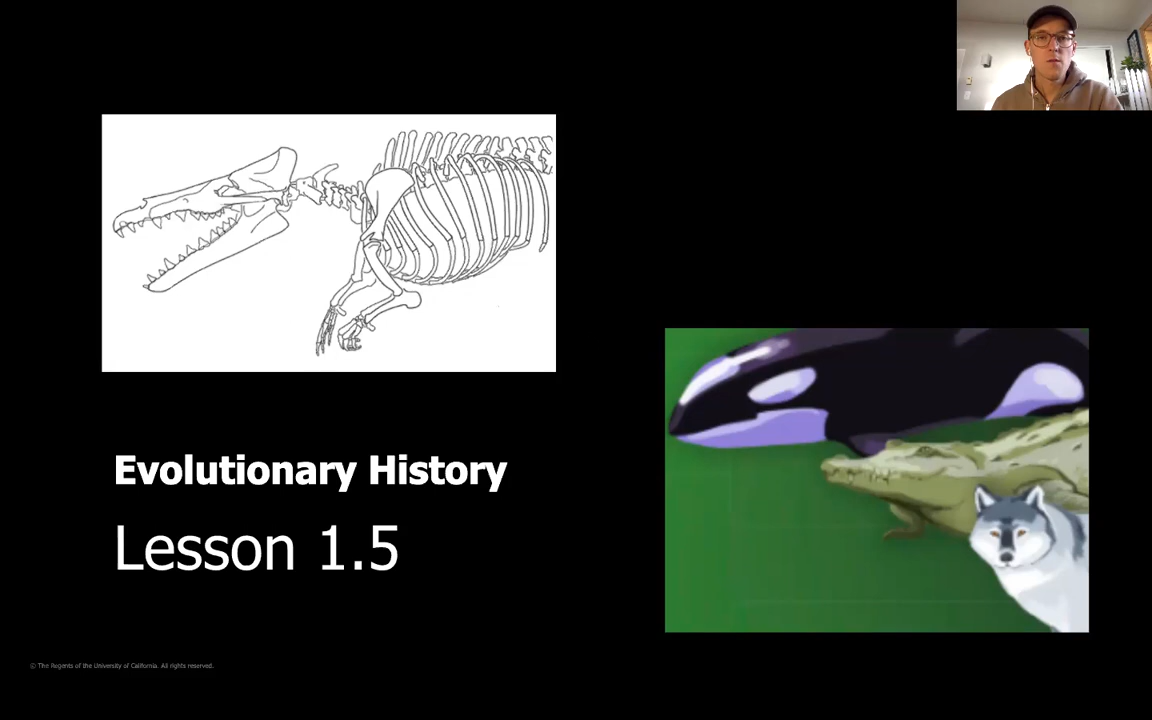 Evolutionary History
Lesson 1.5
© The Regents of the University of California. All rights reserved.